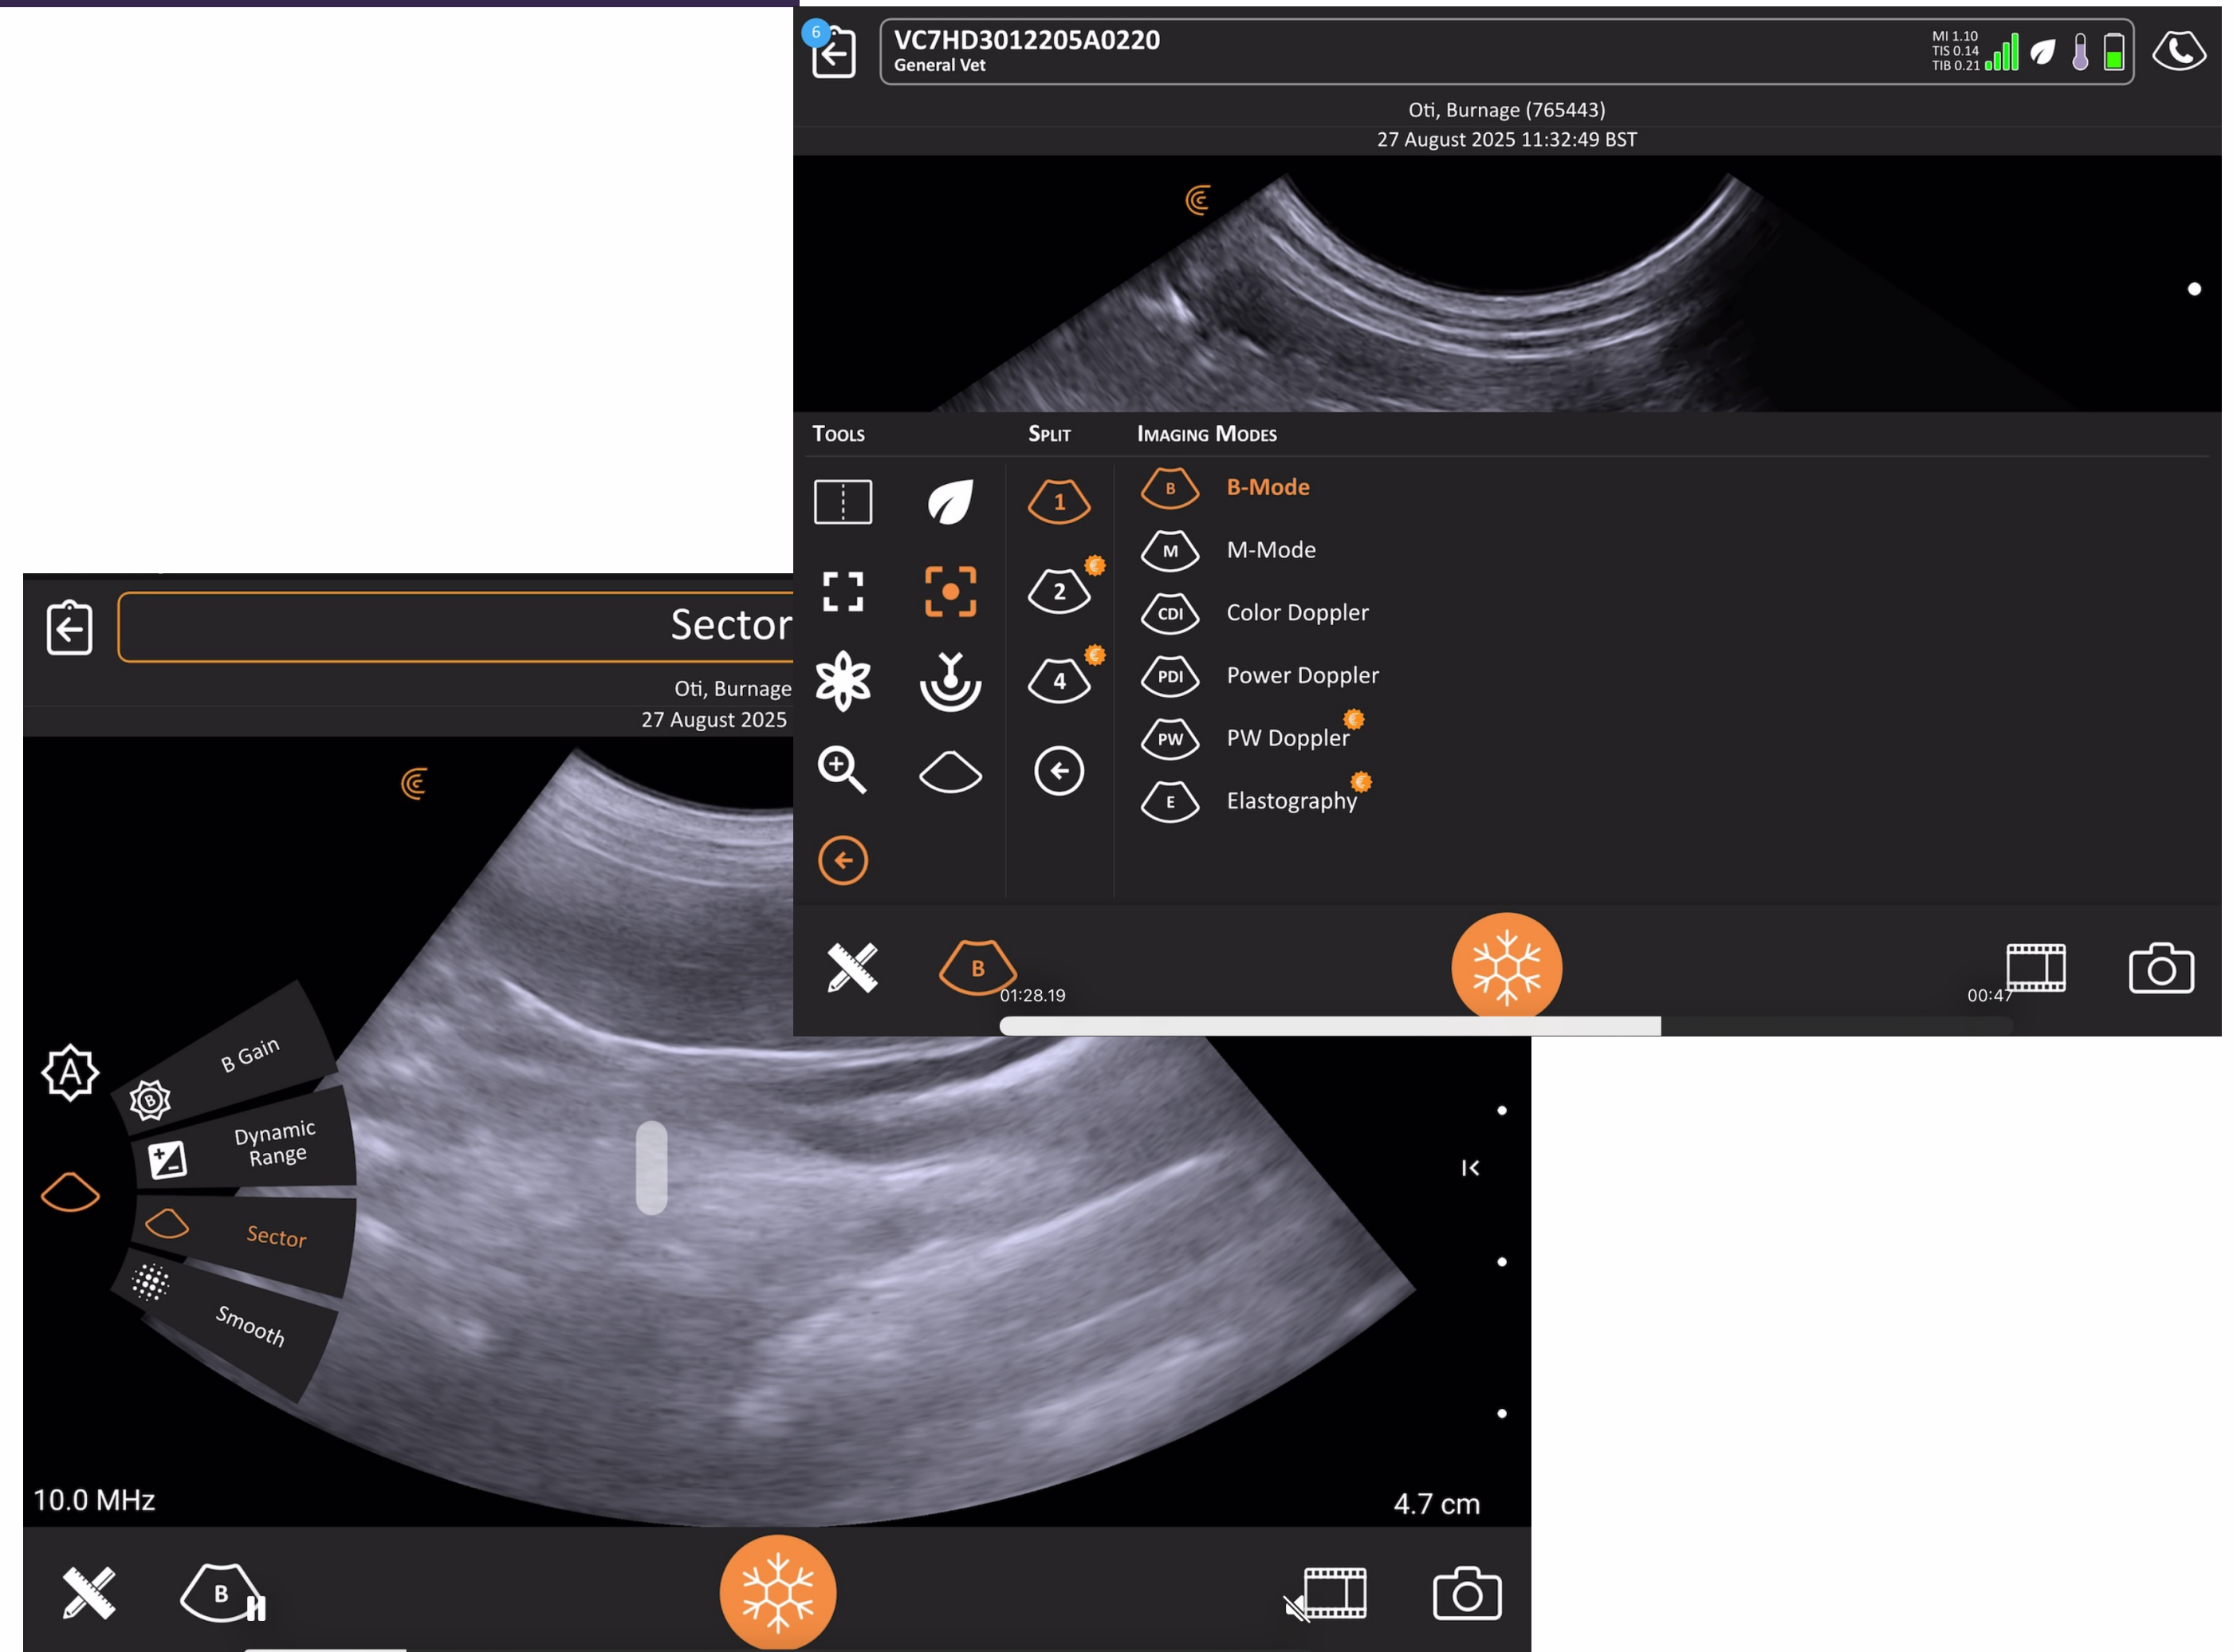 6
VC7HD3012205A0220
General Vet
MI 1.10
TIS 0.14
TIB 0.21
Oti, Burnage (765443)
27 August 2025 11:32:49 BST
TOOLS
SPLIT
IMAGING MODES
1
2
€
4
€
B
B-Mode
M
M-Mode
CDI
Color Doppler
PDI
Power Doppler
PW
PW Doppler
€
E
Elastography
€
B
01:28.19
00:47
Sector
Oti, Burnage
27 August 2025
A
B
B Gain
Dynamic
Range
Sector
Smooth
10.0 MHz
4.7 cm
B